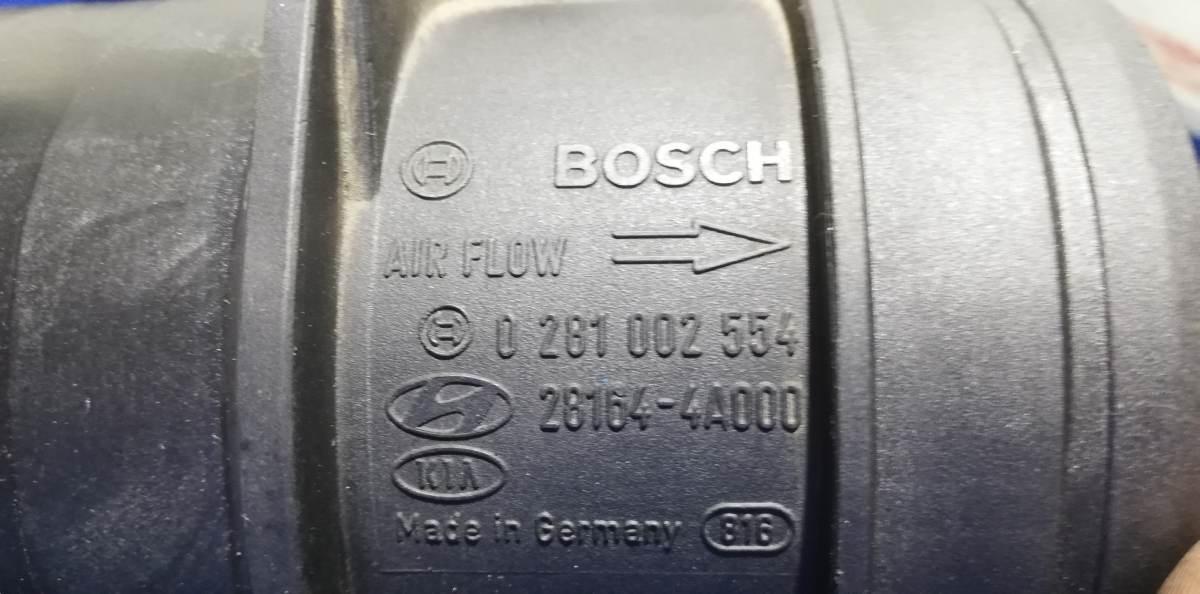 BOSCH
AIR FLOW
0 281 002 554
28164-4A000
KIA
Made in Germany 816